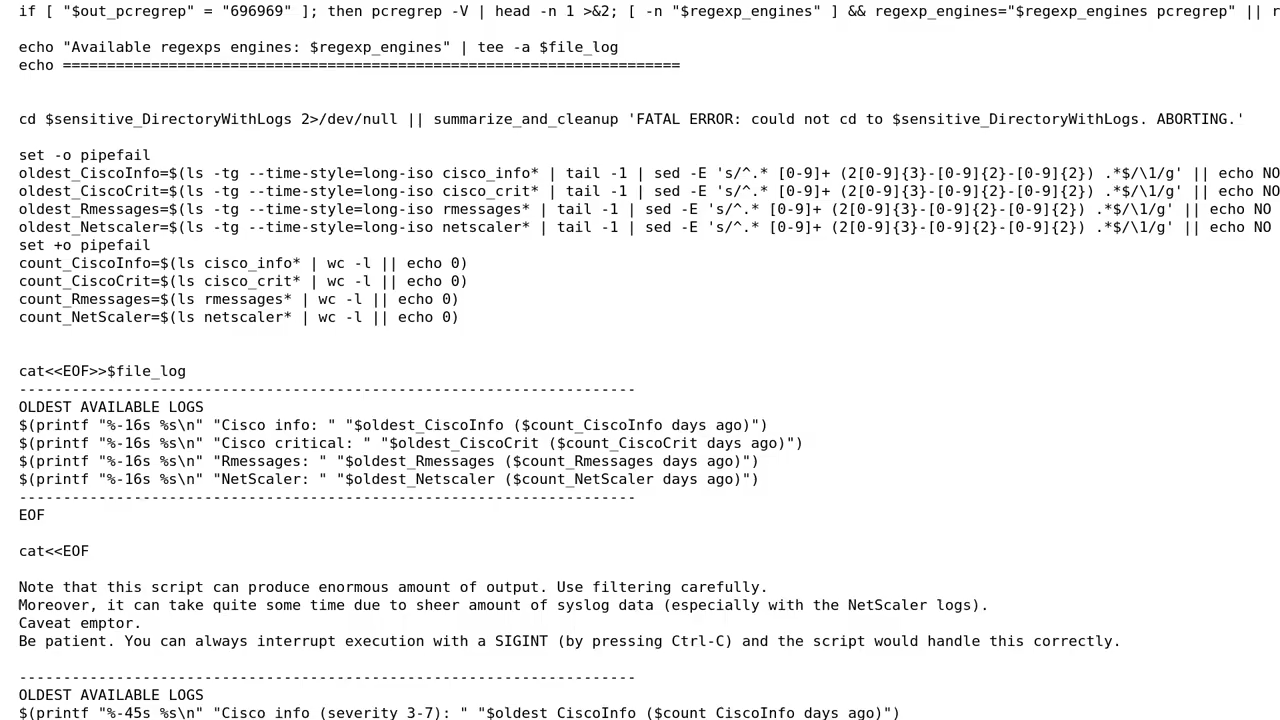 if [ "$out_pcregrep" = "696969" ]; then pcregrep -V | head -n 1 >&2; [ -n "$regexp_engines" ] && regexp_engines="$regexp_engines pcregrep" || r
echo "Available regexps engines: $regexp_engines" | tee -a $file_log
echo ======================================================================
cd $sensitive_DirectoryWithLogs 2>/dev/null || summarize_and_cleanup 'FATAL ERROR: could not cd to $sensitive_DirectoryWithLogs. ABORTING.'
set -o pipefail
oldest_CiscoInfo=$(ls -tg --time-style=long-iso cisco_info* | tail -1 | sed -E 's/^.* [0-9]+ (2[0-9]{3}-[0-9]{2}-[0-9]{2}) .*$/\1/g' || echo NO
oldest_CiscoCrit=$(ls -tg --time-style=long-iso cisco_crit* | tail -1 | sed -E 's/^.* [0-9]+ (2[0-9]{3}-[0-9]{2}-[0-9]{2}) .*$/\1/g' || echo NO
oldest_Rmessages=$(ls -tg --time-style=long-iso rmessages* | tail -1 | sed -E 's/^.* [0-9]+ (2[0-9]{3}-[0-9]{2}-[0-9]{2}) .*$/\1/g' || echo NO
oldest_Netscaler=$(ls -tg --time-style=long-iso netscaler* | tail -1 | sed -E 's/^.* [0-9]+ (2[0-9]{3}-[0-9]{2}-[0-9]{2}) .*$/\1/g' || echo NO
set +o pipefail
count_CiscoInfo=$(ls cisco_info* | wc -l || echo 0)
count_CiscoCrit=$(ls cisco_crit* | wc -l || echo 0)
count_Rmessages=$(ls rmessages* | wc -l || echo 0)
count_NetScaler=$(ls netscaler* | wc -l || echo 0)
cat<<EOF>>$file_log
----------------------------------------------------------------------
OLDEST AVAILABLE LOGS
$(printf "%-16s %s\n" "Cisco info: " "$oldest_CiscoInfo ($count_CiscoInfo days ago)")
$(printf "%-16s %s\n" "Cisco critical: " "$oldest_CiscoCrit ($count_CiscoCrit days ago)")
$(printf "%-16s %s\n" "Rmessages: " "$oldest_Rmessages ($count_Rmessages days ago)")
$(printf "%-16s %s\n" "NetScaler: " "$oldest_Netscaler ($count_NetScaler days ago)")
----------------------------------------------------------------------
EOF
cat<<EOF
Note that this script can produce enormous amount of output. Use filtering carefully.
Moreover, it can take quite some time due to sheer amount of syslog data (especially with the NetScaler logs).
Caveat emptor.
Be patient. You can always interrupt execution with a SIGINT (by pressing Ctrl-C) and the script would handle this correctly.
----------------------------------------------------------------------
OLDEST AVAILABLE LOGS
$(printf "%-45s %s\n" "Cisco info (severity 3-7): " "$oldest_CiscoInfo ($count_CiscoInfo days ago)")